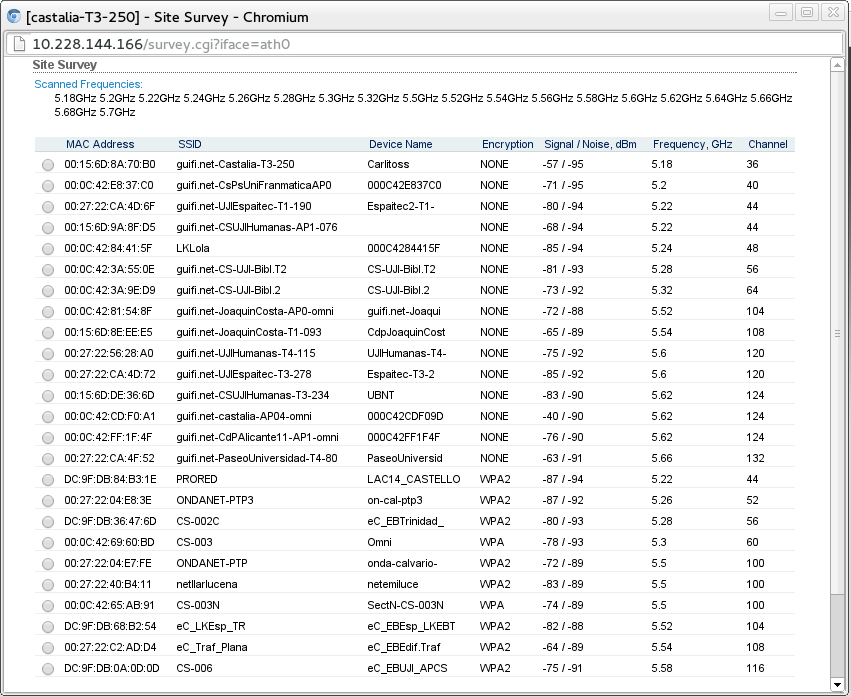 [castalia-T3-250] - Site Survey - Chromium
10.228.144.166/survey.cgi?iface=ath0
Site Survey
Scanned Frequencies:
5.18GHz 5.2GHz 5.22GHz 5.24GHz 5.26GHz 5.28GHz 5.3GHz 5.32GHz 5.5GHz 5.52GHz 5.54GHz 5.56GHz 5.58GHz 5.6GHz 5.62GHz 5.64GHz 5.66GHz
5.68GHz 5.7GHz
MAC Address SSID Device Name Encryption Signal / Noise, dBm Frequency, GHz Channel
00:15:6D:8A:70:B0 guifi.net-Castalia-T3-250 Carlitoss NONE -57 / -95 5.18 36
00:0C:42:E8:37:C0 guifi.net-CsPsUniFranmaticaAP0 000C42E837C0 NONE -71 / -95 5.2 40
00:27:22:CA:4D:6F guifi.net-UJIEspaitec-T1-190 Espaitec2-T1- NONE -80 / -94 5.22 44
00:15:6D:9A:8F:D5 guifi.net-CSUJIHumanas-AP1-076 NONE -68 / -94 5.22 44
00:0C:42:84:41:5F LKLola 000C4284415F NONE -85 / -94 5.24 48
00:0C:42:3A:55:0E guifi.net-CS-UJI-Bibl.T2 CS-UJI-Bibl.T2 NONE -81 / -93 5.28 56
00:0C:42:3A:9E:D9 guifi.net-CS-UJI-Bibl.2 CS-UJI-Bibl.2 NONE -73 / -92 5.32 64
00:0C:42:81:54:8F guifi.net-JoaquinCosta-AP0-omni guifi.net-Joaqui NONE -72 / -88 5.52 104
00:15:6D:8E:EE:E5 guifi.net-JoaquinCosta-T1-093 CdpJoaquinCost NONE -65 / -89 5.54 108
00:27:22:56:28:A0 guifi.net-UJIHumanas-T4-115 UJIHumanas-T4- NONE -75 / -92 5.6 120
00:27:22:CA:4D:72 guifi.net-UJIEspaitec-T3-278 Espaitec-T3-2 NONE -85 / -92 5.6 120
00:15:6D:DE:36:6D guifi.net-CSUJIHumanas-T3-234 UBNT NONE -83 / -90 5.62 124
00:0C:42:CD:F0:A1 guifi.net-castalia-AP04-omni 000C42CDF09D NONE -40 / -90 5.62 124
00:0C:42:FF:1F:4F guifi.net-CdPAlicante11-AP1-omni 000C42FF1F4F NONE -76 / -90 5.62 124
00:27:22:CA:4F:52 guifi.net-PaseoUniversidad-T4-80 PaseoUniversid NONE -63 / -91 5.66 132
DC:9F:DB:84:B3:1E PRORED LAC14_CASTELLO WPA2 -87 / -94 5.22 44
00:27:22:04:E8:3E ONDANET-PTP3 on-cal-ptp3 WPA2 -87 / -92 5.26 52
DC:9F:DB:36:47:6D CS-002C eC_EBTrinidad_ WPA2 -80 / -93 5.28 56
00:0C:42:69:60:BD CS-003 Omni WPA -78 / -93 5.3 60
00:27:22:04:E7:FE ONDANET-PTP onda-calvario- WPA2 -72 / -89 5.5 100
00:27:22:40:B4:11 netllarlucena netemiluce WPA2 -83 / -89 5.5 100
00:0C:42:65:AB:91 CS-003N SectN-CS-003N WPA -74 / -89 5.5 100
DC:9F:DB:68:B2:54 eC_LKEsp_TR eC_EBEsp_LKEBT WPA2 -82 / -88 5.52 104
00:27:22:C2:AD:D4 eC_Traf_Plana eC_EBEdif.Traf WPA2 -64 / -89 5.54 108
DC:9F:DB:0A:0D:0D CS-006 eC_EBUJI_APCS WPA2 -75 / -91 5.58 116